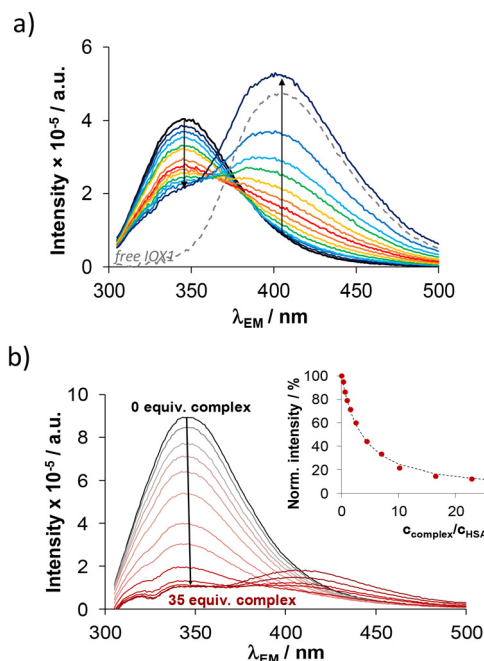 a)
Intensity × 10⁻⁵ / a.u.
6
4
2
0
free IOX1
300 350 400 450 500
λEM / nm
b)
Intensity x 10⁻⁵ / a.u.
10
8
6
4
2
0
0 equiv. complex
35 equiv. complex
300 350 400 450 500
λEM / nm
Norm. intensity / %
100
80
60
40
20
0
0 10 20
ccomplex/cHSA